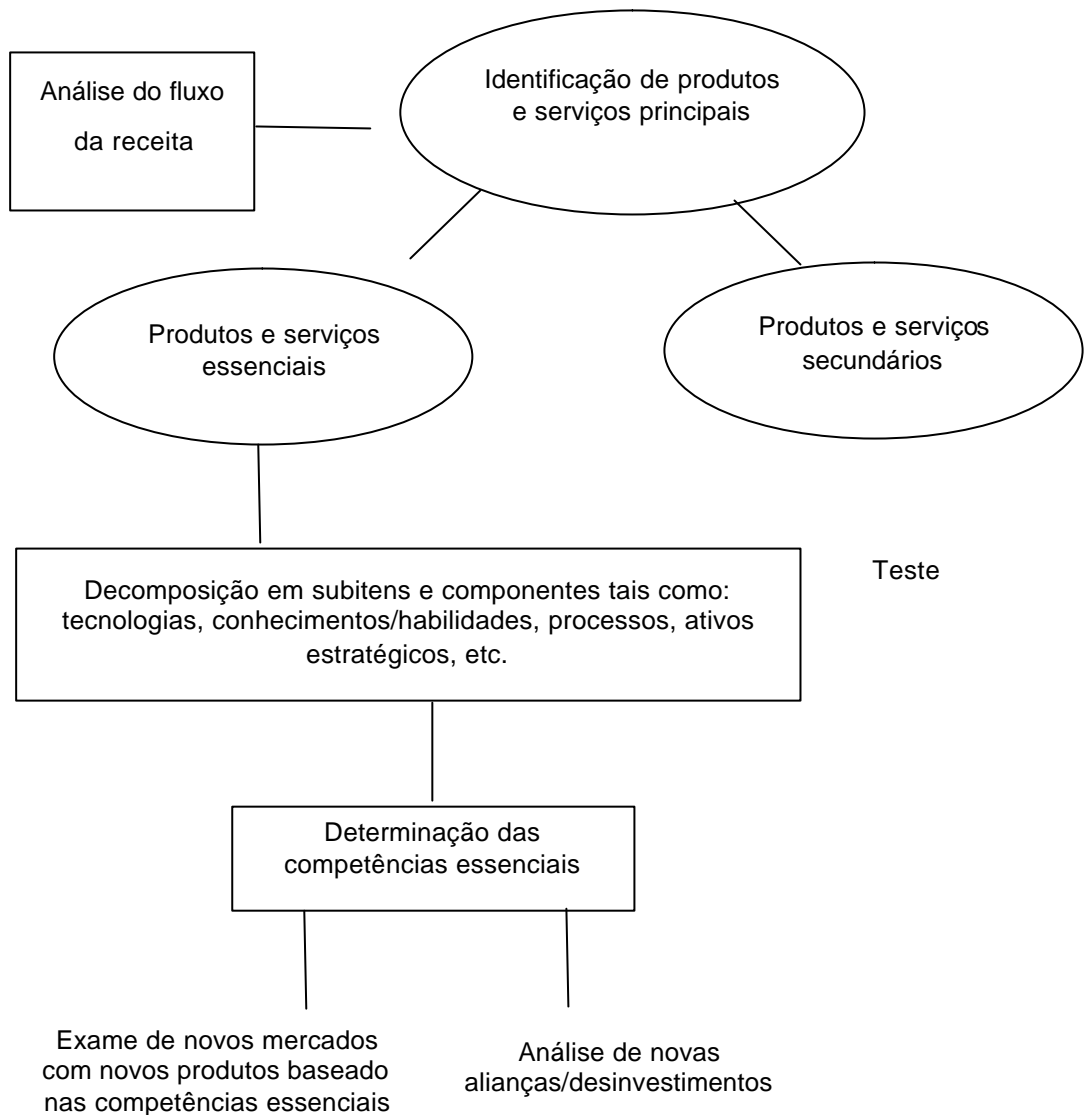 Análise do fluxo
da receita
Identificação de produtos
e serviços principais
Produtos e serviços
essenciais
Produtos e serviços
secundários
Decomposição em subitens e componentes tais como:
tecnologias, conhecimentos/habilidades, processos, ativos
estratégicos, etc.
Teste
Determinação das
competências essenciais
Exame de novos mercados
com novos produtos baseado
nas competências essenciais
Análise de novas
alianças/desinvestimentos